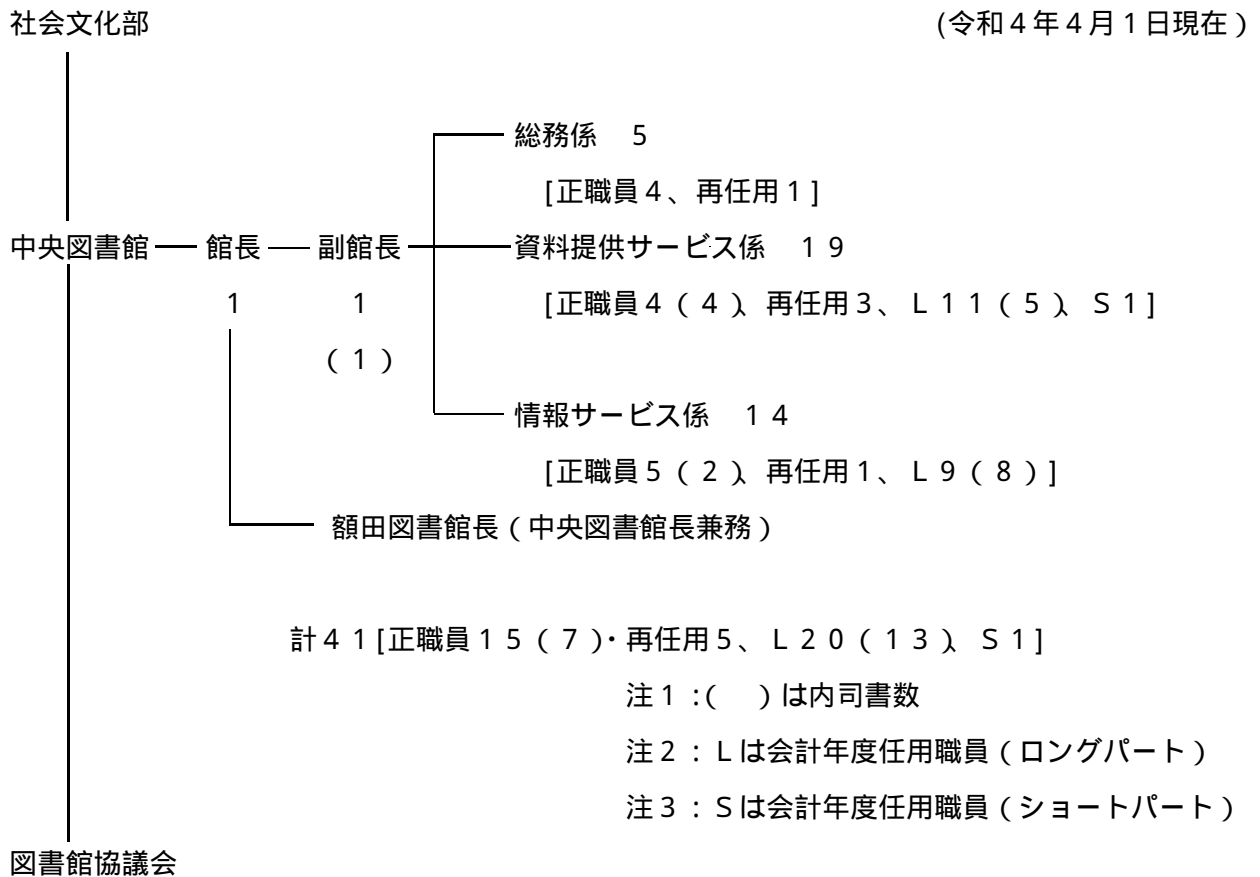 社会文化部 (令和４年４月１日現在)
総務係 ５
[正職員４、再任用１]
中央図書館 館長 副館長 資料提供サービス係 １９
１ １ [正職員４（４）、再任用３、Ｌ１１（５）、Ｓ１]
（１）
情報サービス係 １４
[正職員５（２）、再任用１、Ｌ９（８）]
額田図書館長（中央図書館長兼務）
計４１[正職員１５（７）・再任用５、Ｌ２０（１３）、Ｓ１]
注１：（ ）は内司書数
注２：Ｌは会計年度任用職員（ロングパート）
注３：Ｓは会計年度任用職員（ショートパート）
図書館協議会